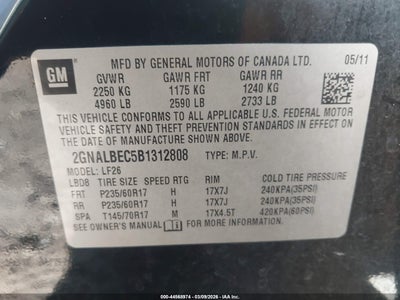 MFD BY GENERAL MOTORS OF CANADA LTD. 05/11
GM
GVWR GAWR FRT GAWR RR
2250 KG 1175 KG 1240 KG
4960 LB 2590 LB 2733 LB
THIS VEHICLE CONFORMS TO ALL APPLICABLE
U.S. FEDERAL MOTOR VEHICLE SAFETY, BUMPER, AND
THEFT PREVENTION STANDARDS IN EFFECT ON
THE DATE OF MANUFACTURE SHOWN ABOVE.
2GNALBEC5B1312808 TYPE: M.P.V.
MODEL: LF26
LBD8 TIRE SIZE SPEED RTG RIM COLD TIRE PRESSURE
FRT P235/60R17 H 17X7J 240KPA(35PSI)
RR P235/60R17 H 17X7J 240KPA(35PSI)
SPA T145/70R17 M 17X4.5T 420KPA(60PSI)
SEE OWNER'S MANUAL FOR MORE INFORMATION.
000-44568974 03/09/2026 IAA Inc.